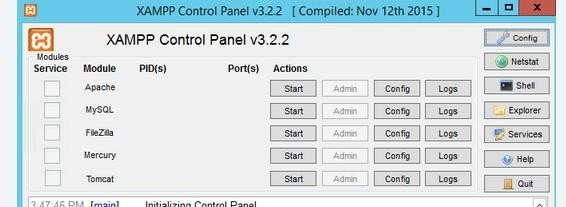 XAMPP Control Panel v3.2.2 [ Compiled: Nov 12th 2015 ]
XAMPP Control Panel v3.2.2
Config
Modules
Service Module PID(s) Port(s) Actions
Netstat
Apache Start Admin Config Logs
Shell
MySQL Start Admin Config Logs
Explorer
FileZilla Start Admin Config Logs
Services
Mercury Start Admin Config Logs
Help
Tomcat Start Admin Config Logs
Quit
3:47:46 PM [main] Initializing Control Panel